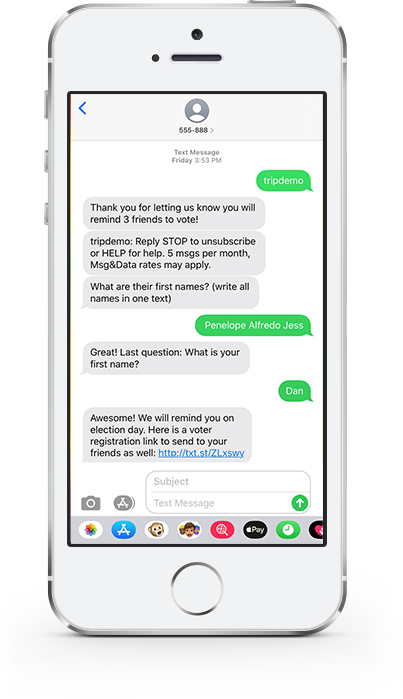 555-888 >
Text Message
Friday 3:53 PM
tripdemo
Thank you for letting us know you will
remind 3 friends to vote!
tripdemo: Reply STOP to unsubscribe
or HELP for help. 5 msgs per month,
Msg&Data rates may apply.
What are their first names? (write all
names in one text)
Penelope Alfredo Jess
Great! Last question: What is your
first name?
Dan
Awesome! We will remind you on
election day. Here is a voter
registration link to send to your
friends as well: http://txt.st/ZLxswy
Subject
Text Message
Pay